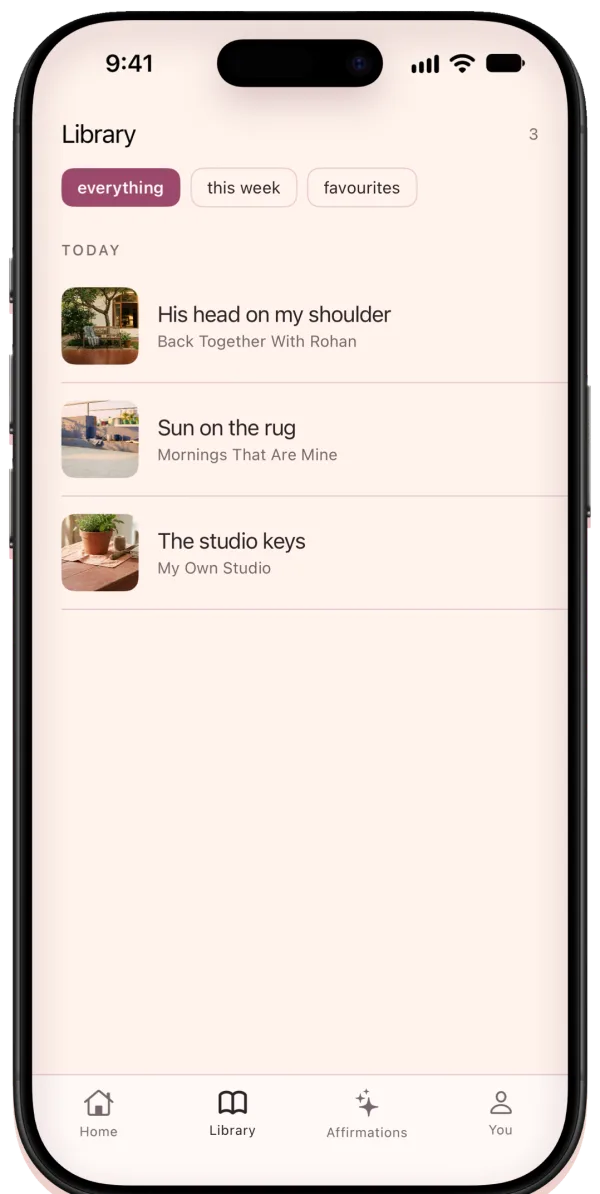 9:41
Library
3
everything
this week
favourites
TODAY
His head on my shoulder
Back Together With Rohan
Sun on the rug
Mornings That Are Mine
The studio keys
My Own Studio
Home
Library
Affirmations
You